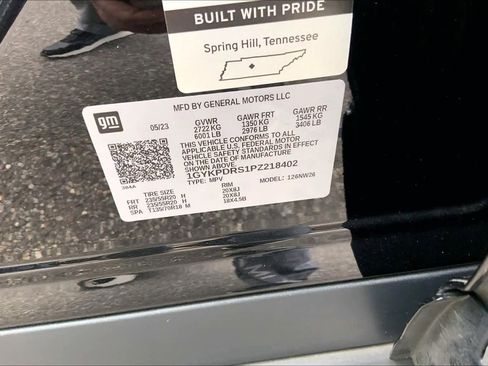 BUILT WITH PRIDE
Spring Hill, Tennessee
MFD BY GENERAL MOTORS LLC
gm
05/23
GVWR GAWR FRT GAWR RR
2722 KG 1350 KG 1545 KG
6001 LB 2976 LB 3406 LB
THIS VEHICLE CONFORMS TO ALL
APPLICABLE U.S. FEDERAL MOTOR
VEHICLE SAFETY STANDARDS IN EFFECT
ON THE DATE OF MANUFACTURE
1GYKPDRS1PZ218402
TYPE: MPV MODEL: 126NW26
TIRE SIZE RIM
FRT 235/55R20 H 20X8J
RR 235/55R20 H 20X8J
SPA T135/70R18 M 18X4.5B